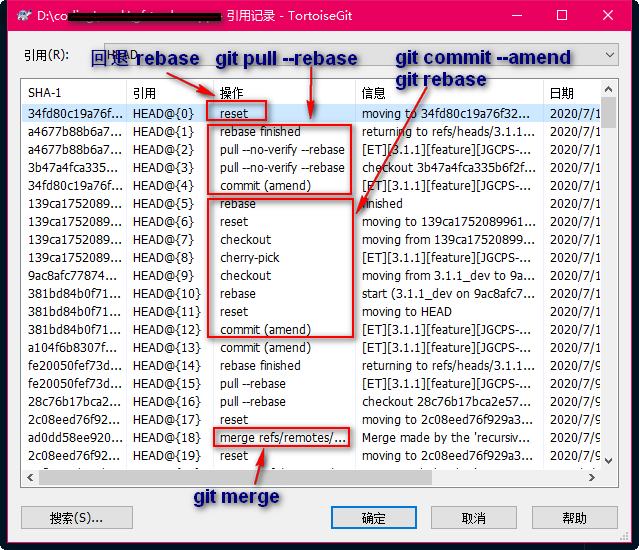 D:\co 引用记录 - TortoiseGit
引用(R): HEAD
回退 rebase git pull --rebase git commit --amend
git rebase
SHA-1 引用 操作 信息 日期
34fd80c19a76f... HEAD@{0} reset moving to 34fd80c19a76f32... 2020/7/1
a4677b88b6a7... HEAD@{1} rebase finished returning to refs/heads/3.1.1... 2020/7/1
a4677b88b6a7... HEAD@{2} pull --no-verify --rebase [ET][3.1.1][feature][JGCPS-... 2020/7/1
3b47a4fca335... HEAD@{3} pull --no-verify --rebase checkout 3b47a4fca335b6f2f... 2020/7/1
34fd80c19a76f... HEAD@{4} commit (amend) [ET][3.1.1][feature][JGCPS-... 2020/7/1
139ca1752089... HEAD@{5} rebase finished 2020/7/1
139ca1752089... HEAD@{6} reset moving to 139ca1752089961... 2020/7/1
139ca1752089... HEAD@{7} checkout moving from 139ca17520899... 2020/7/1
139ca1752089... HEAD@{8} cherry-pick [ET][3.1.1][feature][JGCPS-... 2020/7/1
9ac8afc77874... HEAD@{9} checkout moving from 3.1.1_dev to 9a... 2020/7/1
381bd84b0f71... HEAD@{10} rebase start (3.1.1_dev on 9ac8afc7... 2020/7/1
381bd84b0f71... HEAD@{11} reset moving to HEAD 2020/7/1
381bd84b0f71... HEAD@{12} commit (amend) [ET][3.1.1][feature][JGCPS-... 2020/7/1
a104f6b8307f... HEAD@{13} commit (amend) [ET][3.1.1][feature][JGCPS-... 2020/7/1
fe20050fef73d... HEAD@{14} rebase finished returning to refs/heads/3.1.1... 2020/7/9
fe20050fef73d... HEAD@{15} pull --rebase [ET][3.1.1][feature][JGCPS-... 2020/7/9
28c76b17bca2... HEAD@{16} pull --rebase checkout 28c76b17bca2e57... 2020/7/9
2c08eed76f92... HEAD@{17} reset moving to 2c08eed76f929a3... 2020/7/9
ad0dd58ee920... HEAD@{18} merge refs/remotes/... Merge made by the 'recursiv... 2020/7/9
2c08eed76f92... HEAD@{19} reset moving to 2c08eed76f929a3... 2020/7/9
git merge
搜索(S)... 确定 取消 帮助